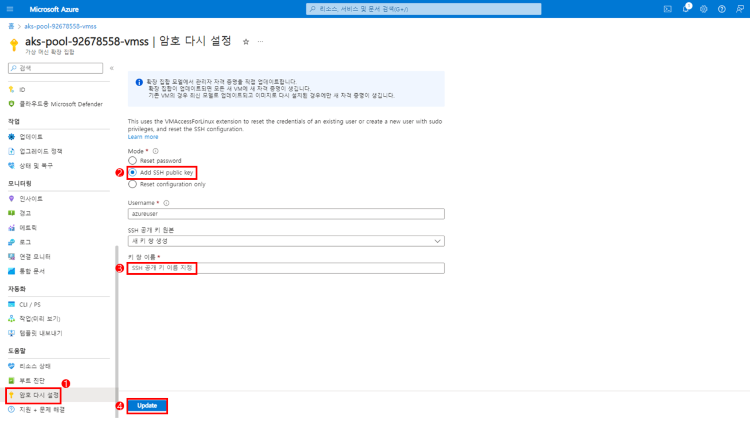 Microsoft Azure
리소스, 서비스 및 문서 검색(G+/)
1
홈 > aks-pool-92678558-vmss
aks-pool-92678558-vmss | 암호 다시 설정 ☆ ...
가상 머신 확장 집합
검색
«
ID
클라우드용 Microsoft Defender
작업
업데이트
업그레이드 정책
상태 및 복구
모니터링
인사이트
경고
메트릭
로그
연결 모니터
통합 문서
자동화
CLI / PS
작업(미리 보기)
템플릿 내보내기
도움말
리소스 상태
부트 진단
1
암호 다시 설정
지원 + 문제 해결
확장 집합 모델에서 관리자 자격 증명을 직접 업데이트합니다.
확장 집합이 업데이트되면 모든 새 VM에 새 자격 증명이 생깁니다.
기존 VM의 경우 최신 모델로 업데이트되고 이미지로 다시 설치할 경우에만 새 자격 증명이 생깁니다.
This uses the VMAccessForLinux extension to reset the credentials of an existing user or create a new user with sudo
privileges, and reset the SSH configuration.
Learn more
Mode *
Reset password
2
Add SSH public key
Reset configuration only
Username *
azureuser
SSH 공개 키 원본
새 키 쌍 생성
키 쌍 이름 *
3
SSH 공개 키 이름 지정
4
Update